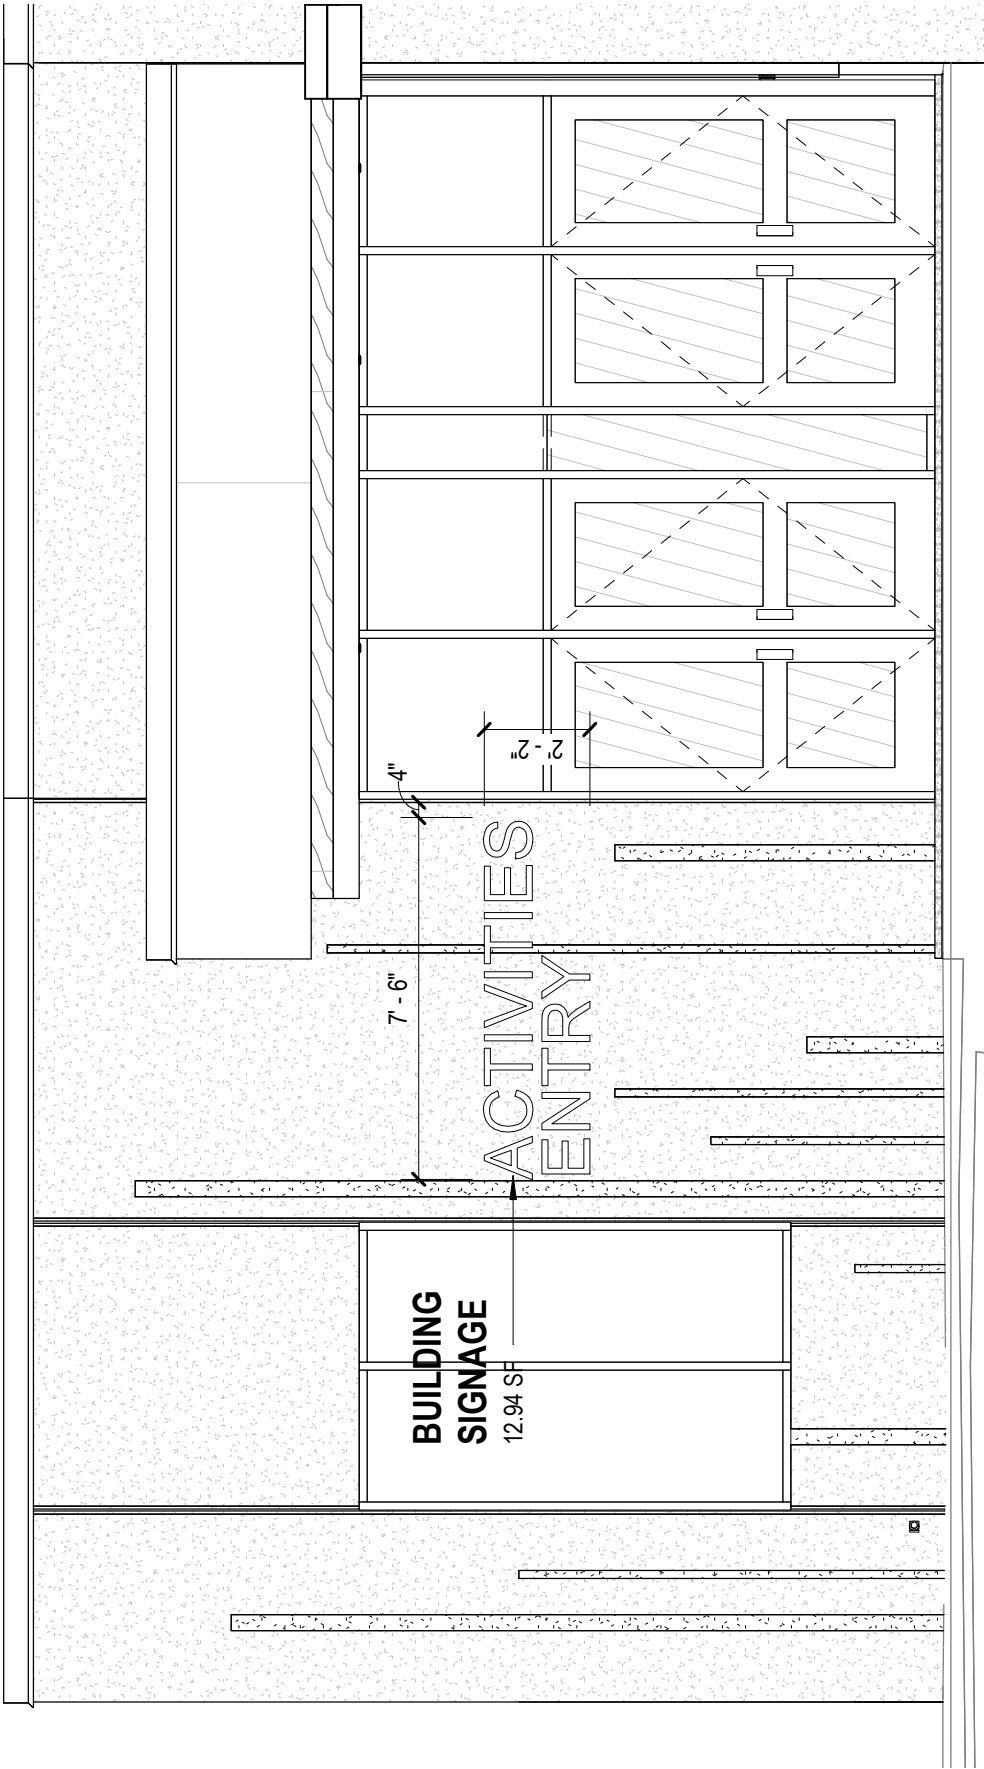 BUILDING
SIGNAGE
12.94 SF
ACTIVITIES
ENTRY
7' - 6"
4"
2' - 2"